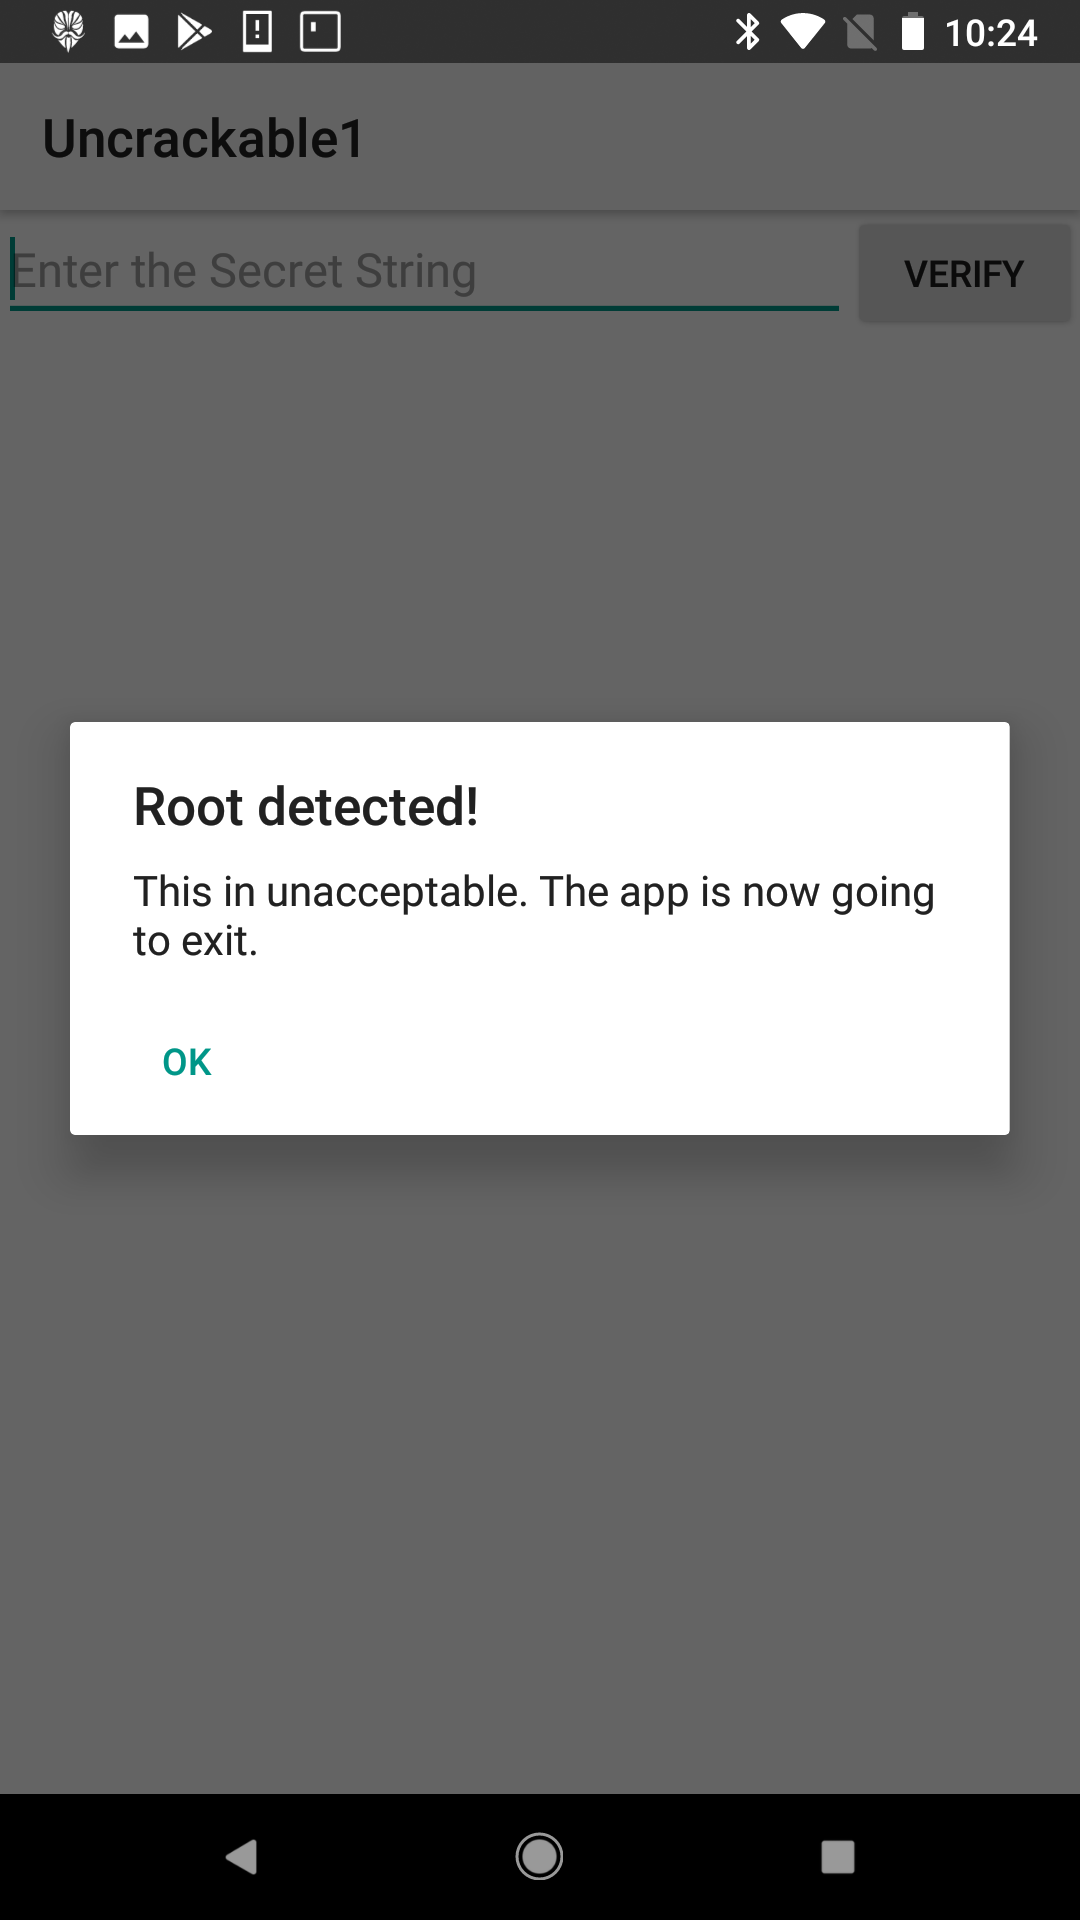 10:24
Uncrackable1
Enter the Secret String
VERIFY
Root detected!
This in unacceptable. The app is now going
to exit.
OK